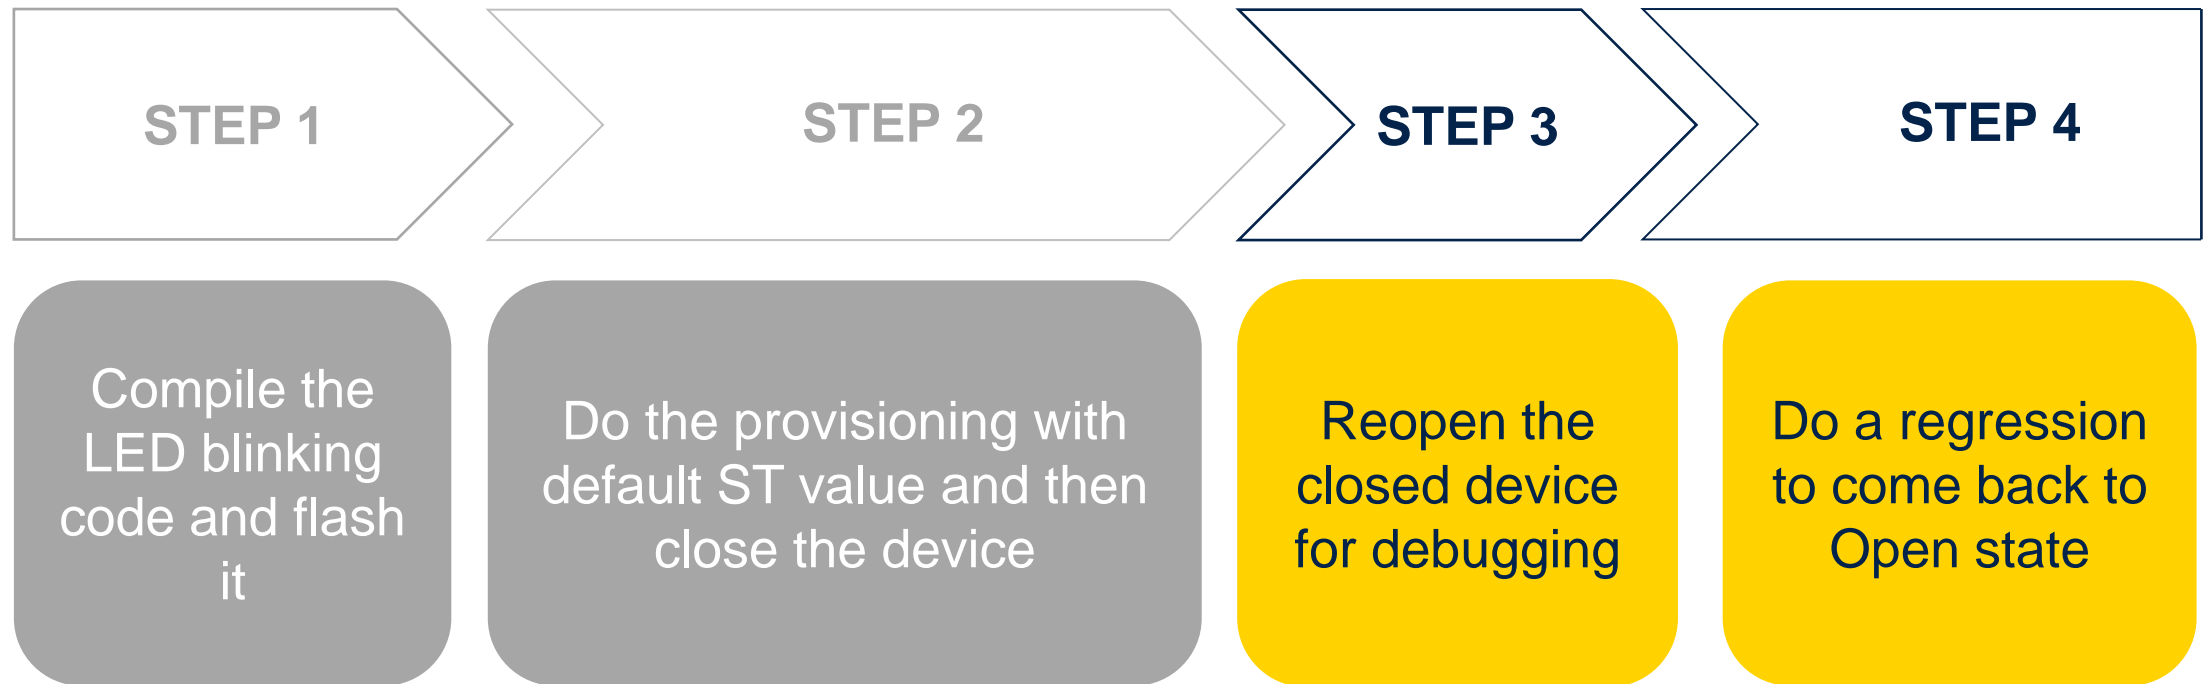 STEP 1
STEP 2
STEP 3
STEP 4
Compile the
LED blinking
code and flash
it
Do the provisioning with
default ST value and then
close the device
Reopen the
closed device
for debugging
Do a regression
to come back to
Open state